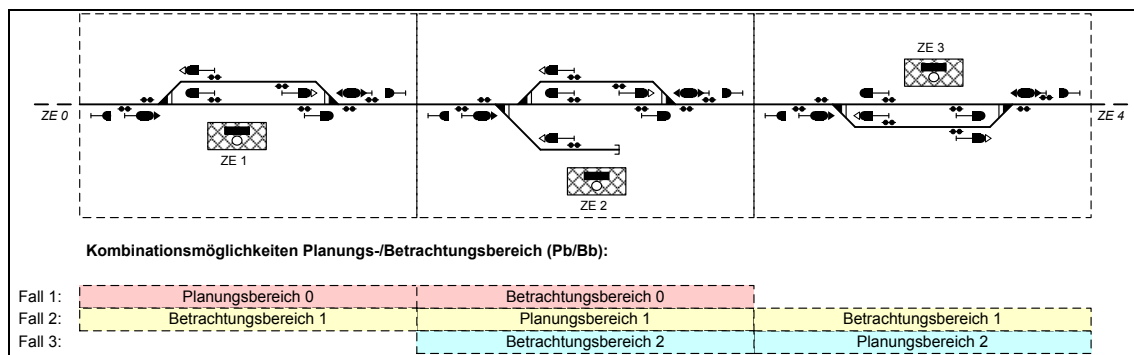 ZE 3
ZE 0
ZE 4
ZE 1
ZE 2
Kombinationsmöglichkeiten Planungs-/Betrachtungsbereich (Pb/Bb):
Fall 1: Planungsbereich 0 Betrachtungsbereich 0
Fall 2: Betrachtungsbereich 1 Planungsbereich 1 Betrachtungsbereich 1
Fall 3: Betrachtungsbereich 2 Planungsbereich 2